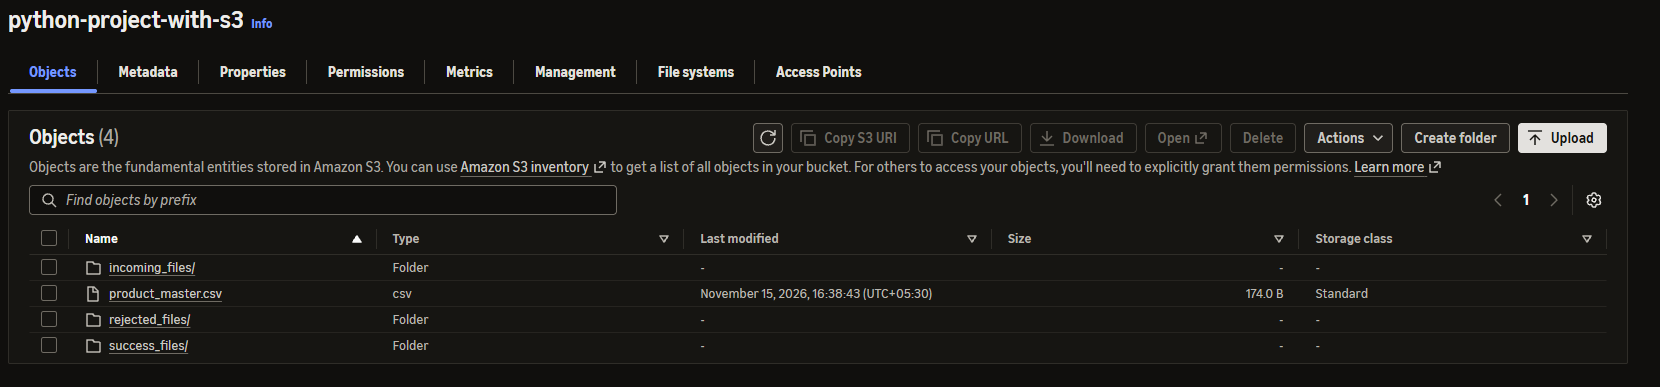 python-project-with-s3 Info
Objects Metadata Properties Permissions Metrics Management File systems Access Points
Objects (4) Copy S3 URI Copy URL Download Open Delete Actions Create folder Upload
Objects are the fundamental entities stored in Amazon S3. You can use Amazon S3 inventory to get a list of all objects in your bucket. For others to access your objects, you'll need to explicitly grant them permissions. Learn more
Find objects by prefix 1
Name Type Last modified Size Storage class
incoming_files/ Folder - - -
product_master.csv csv November 15, 2026, 16:38:43 (UTC+05:30) 174.0 B Standard
rejected_files/ Folder - - -
success_files/ Folder - - -